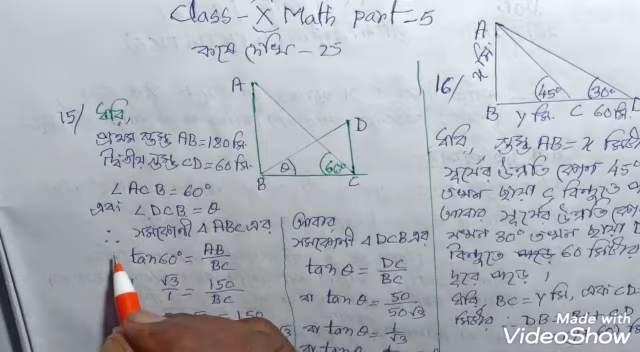 Class - X Math part - 5
কষে দেখি - 25
15/ ধরি,
প্রথম স্তম্ভ AB = 180 মি.
দ্বিতীয় স্তম্ভ CD = 60 মি.
∠ACB = 60°
এবং ∠DCB = θ
∴ সমকোণী △ABC এর
tan60° = AB/BC
√3/1 = 150/BC
150
A
D
B
θ
60°
C
আবার
সমকোণী △DCB এর
tan θ = DC/BC
বা tan θ = 50/50√3
বা tan θ = 1/√3
16/
A
x মি.
45°
30°
B y মি. C 60 মি. D
ধরি, স্তম্ভ AB = x
সূর্যের উন্নতি কোণ 45°
তখন ছায়া C বিন্দুতে
আবার সূর্যের উন্নতি
যখন 30° তখন ছায়া D
বিন্দুতে 60
দূরে পড়ে।
ধরি, BC = y মি, এবং CD
Made with
VideoShow